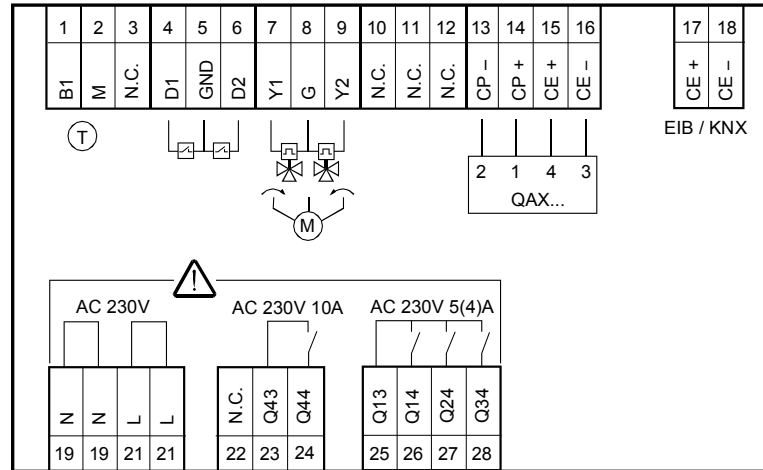 1 2 3 4 5 6 7 8 9 10 11 12 13 14 15 16 17 18
B1 M N.C. D1 GND D2 Y1 G Y2 N.C. N.C. N.C. CP – CP + CE + CE – CE + CE –
T
EIB / KNX
2 1 4 3
QAX...
M
!
AC 230V AC 230V 10A AC 230V 5(4)A
N N L L N.C. Q43 Q44 Q13 Q14 Q24 Q34
19 19 21 21 22 23 24 25 26 27 28